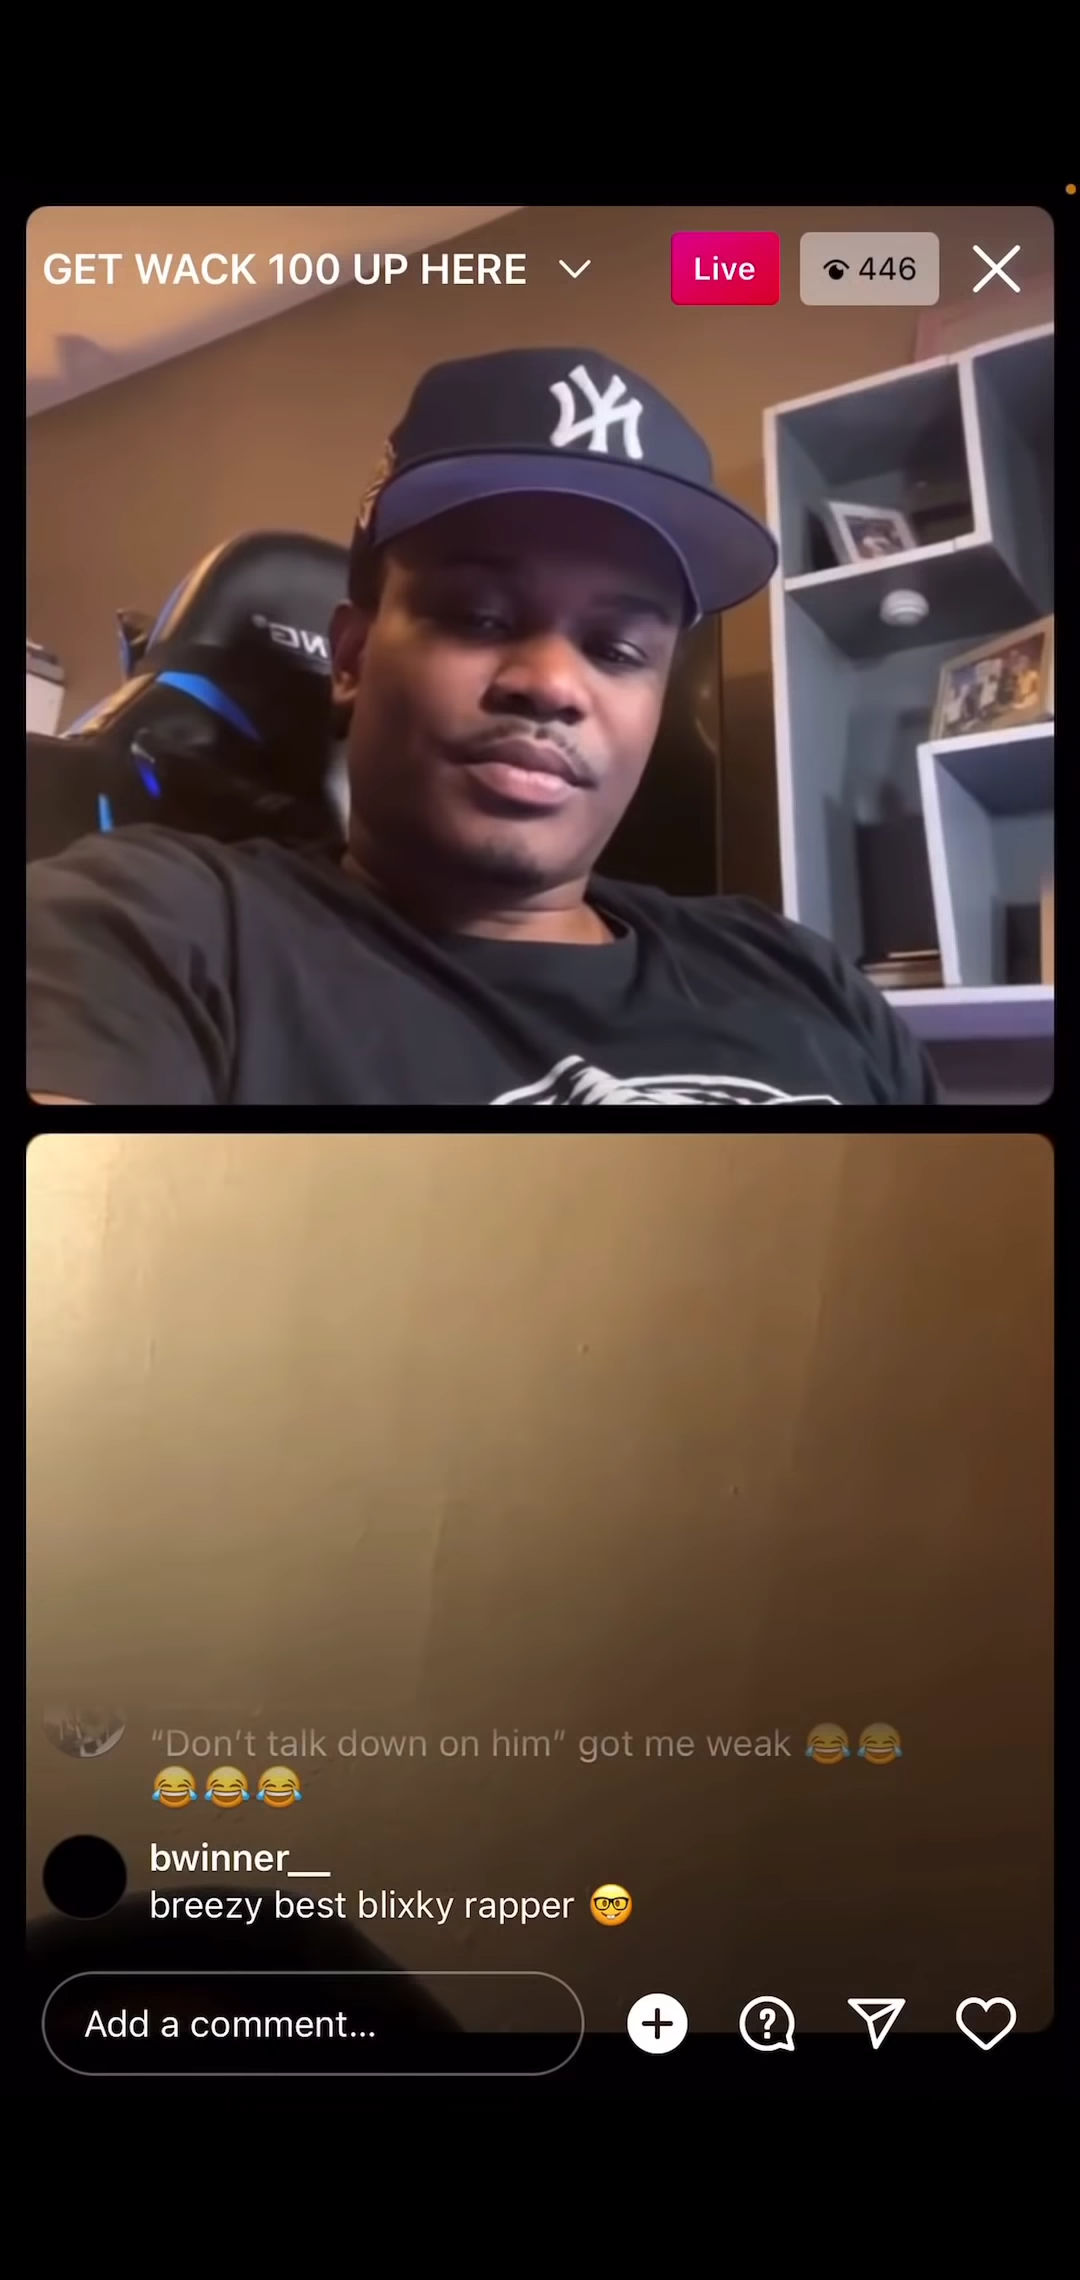 GET WACK 100 UP HERE
Live
446
NY
“Don’t talk down on him” got me weak 😂😂
😂😂😂
bwinner__
breezy best blixky rapper 🤓
Add a comment...